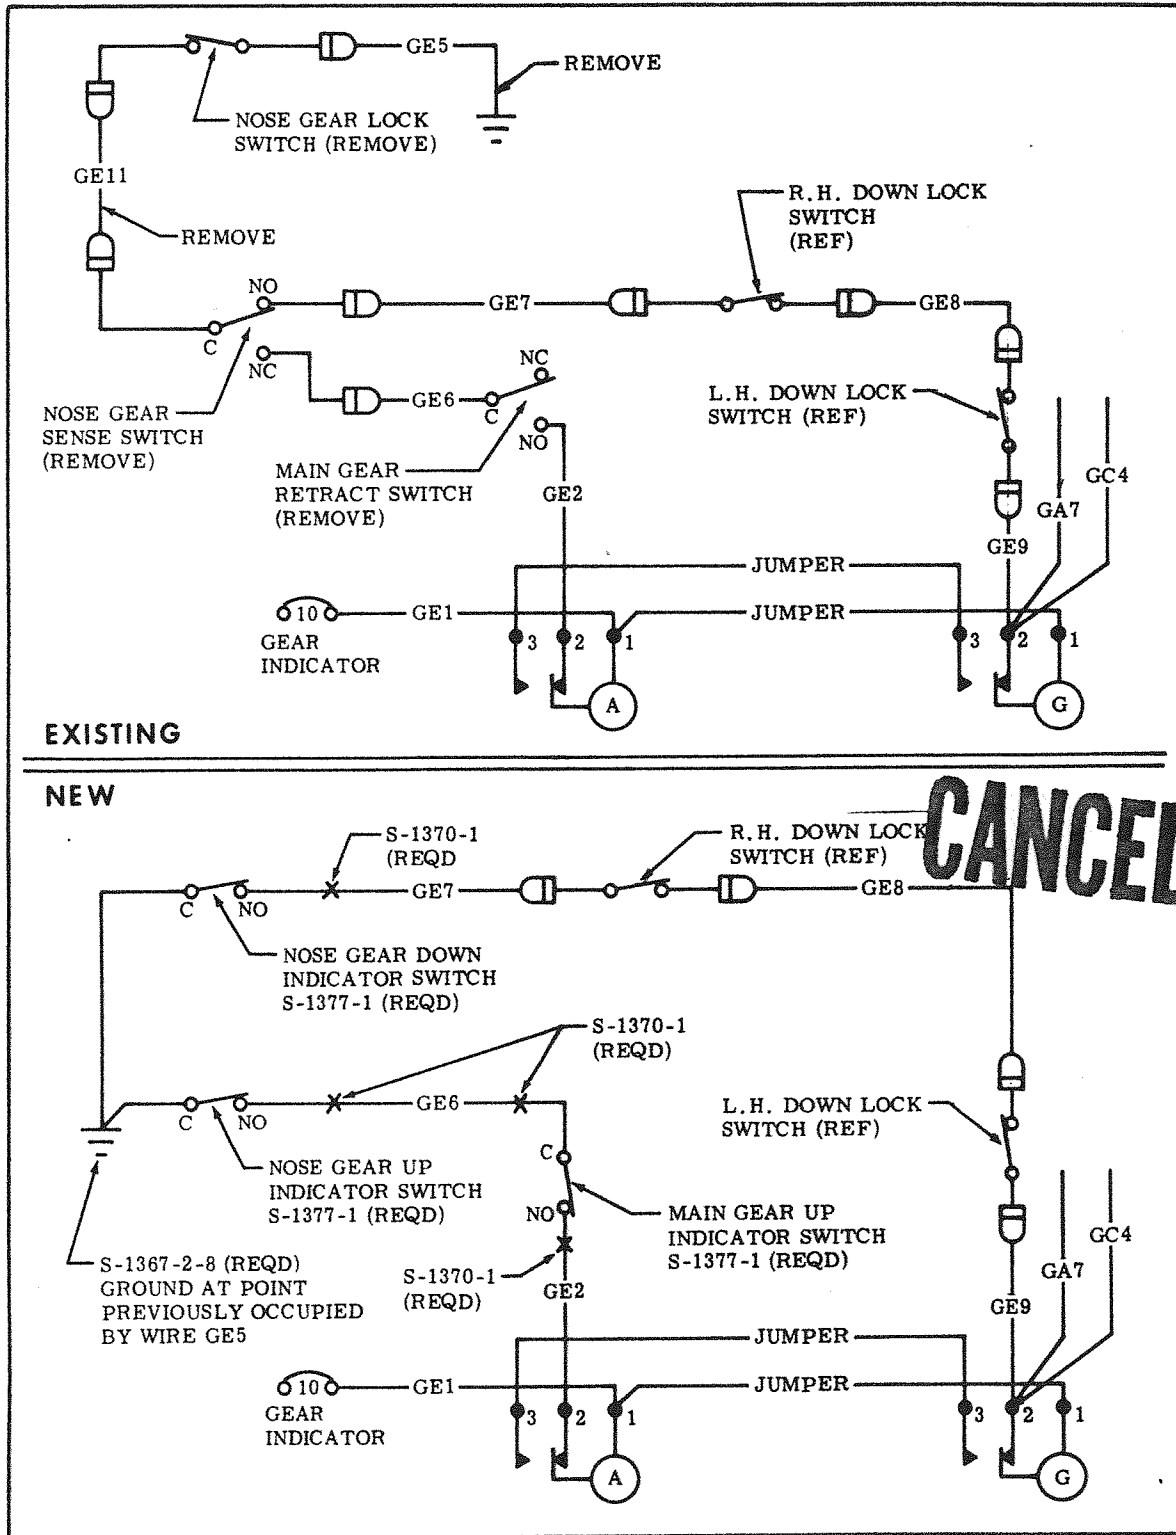 GE5
REMOVE
NOSE GEAR LOCK
SWITCH (REMOVE)
GE11
REMOVE
R.H. DOWN LOCK
SWITCH
(REF)
NO
GE7
GE8
C
NC
NC
GE6
C
NO
L.H. DOWN LOCK
SWITCH (REF)
NOSE GEAR
SENSE SWITCH
(REMOVE)
MAIN GEAR
RETRACT SWITCH
(REMOVE)
GE2
GC4
GA7
GE9
JUMPER
10
GE1
JUMPER
GEAR
INDICATOR
3
2
1
3
2
1
A
G
EXISTING
NEW
CANCEL
S-1370-1
(REQD
R.H. DOWN LOCK
SWITCH (REF)
C
NO
GE7
GE8
NOSE GEAR DOWN
INDICATOR SWITCH
S-1377-1 (REQD)
S-1370-1
(REQD)
C
NO
GE6
L.H. DOWN LOCK
SWITCH (REF)
NOSE GEAR UP
INDICATOR SWITCH
S-1377-1 (REQD)
C
NO
MAIN GEAR UP
INDICATOR SWITCH
S-1377-1 (REQD)
S-1367-2-8 (REQD)
GROUND AT POINT
PREVIOUSLY OCCUPIED
BY WIRE GE5
S-1370-1
(REQD)
GE2
GC4
GA7
GE9
JUMPER
10
GE1
JUMPER
GEAR
INDICATOR
3
2
1
3
2
1
A
G